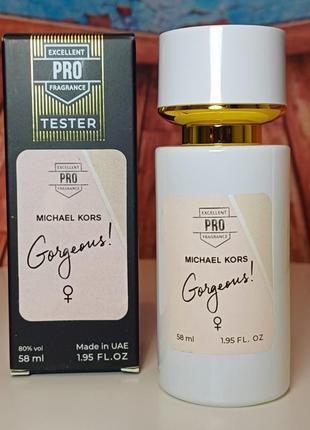 EXCELLENT
PRO
FRAGRANCE
TESTER
EXCELLENT
PRO
FRAGRANCE
MICHAEL KORS
Gorgeous!
♀
80% vol
58 ml
Made in UAE
1.95 FL. OZ
EXCELLENT
PRO
FRAGRANCE
MICHAEL KORS
Gorgeous!
♀
58 ml 1.95 FL. OZ